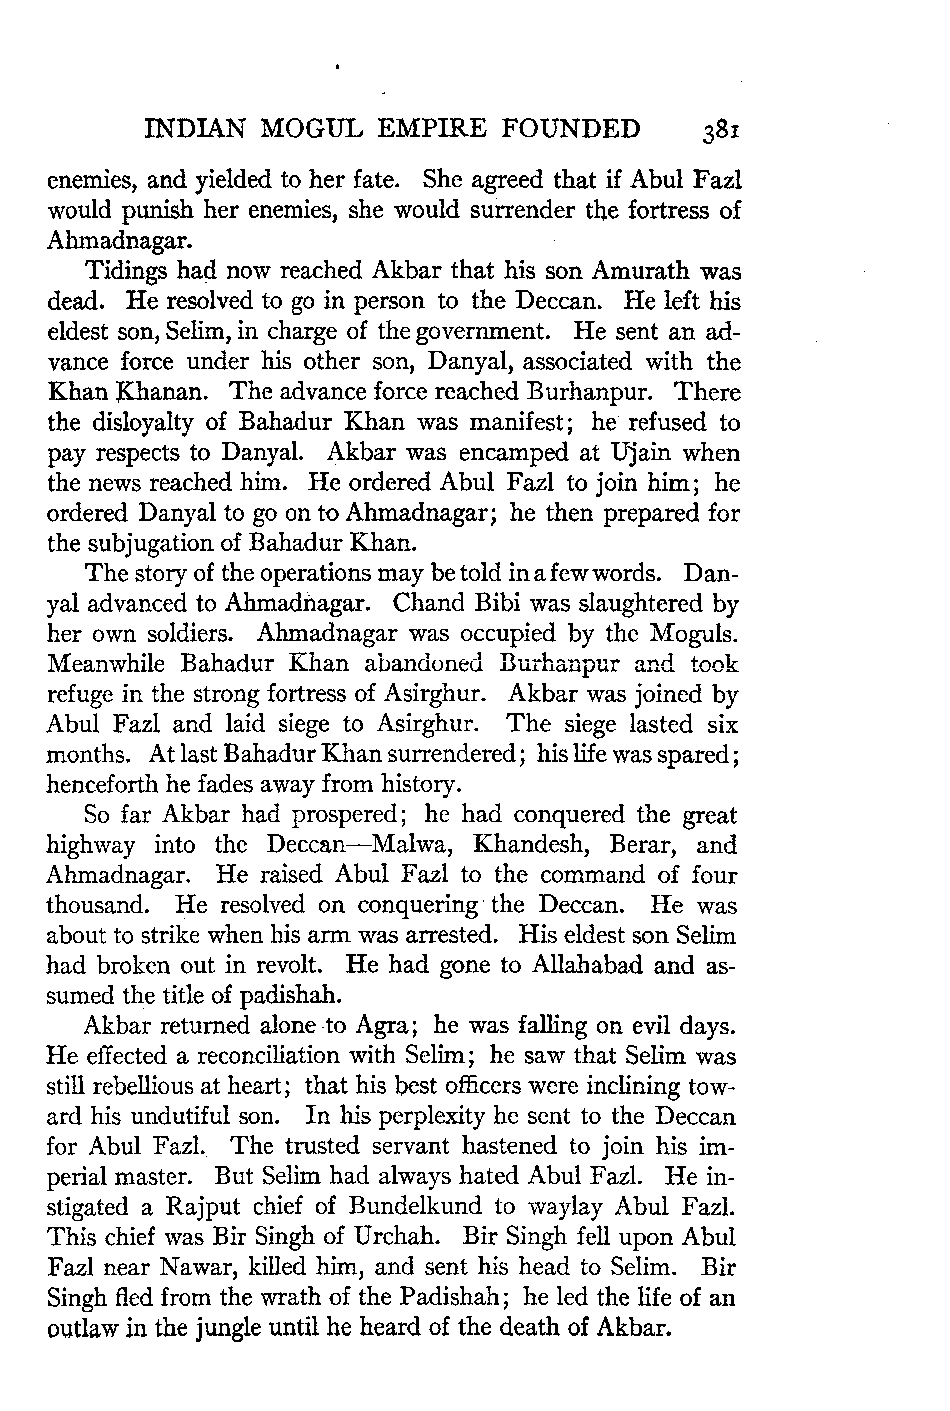 INDIAN MOGUL EMPIRE FOUNDED 381
enemies, and yielded to her fate. She agreed that if Abul Fazl
would punish her enemies, she would surrender the fortress of
Ahmadnagar.
Tidings had now reached Akbar that his son Amurath was
dead. He resolved to go in person to the Deccan. He left his
eldest son, Selim, in charge of the government. He sent an ad-
vance force under his other son, Danyal, associated with the
Khan Khanan. The advance force reached Burhanpur. There
the disloyalty of Bahadur Khan was manifest; he refused to
pay respects to Danyal. Akbar was encamped at Ujain when
the news reached him. He ordered Abul Fazl to join him; he
ordered Danyal to go on to Ahmadnagar; he then prepared for
the subjugation of Bahadur Khan.
The story of the operations may be told in a few words. Dan-
yal advanced to Ahmadnagar. Chand Bibi was slaughtered by
her own soldiers. Ahmadnagar was occupied by the Moguls.
Meanwhile Bahadur Khan abandoned Burhanpur and took
refuge in the strong fortress of Asirghur. Akbar was joined by
Abul Fazl and laid siege to Asirghur. The siege lasted six
months. At last Bahadur Khan surrendered; his life was spared;
henceforth he fades away from history.
So far Akbar had prospered; he had conquered the great
highway into the Deccan—Malwa, Khandesh, Berar, and
Ahmadnagar. He raised Abul Fazl to the command of four
thousand. He resolved on conquering the Deccan. He was
about to strike when his arm was arrested. His eldest son Selim
had broken out in revolt. He had gone to Allahabad and as-
sumed the title of padishah.
Akbar returned alone to Agra; he was falling on evil days.
He effected a reconciliation with Selim; he saw that Selim was
still rebellious at heart; that his best officers were inclining tow-
ard his undutiful son. In his perplexity he sent to the Deccan
for Abul Fazl. The trusted servant hastened to join his im-
perial master. But Selim had always hated Abul Fazl. He in-
stigated a Rajput chief of Bundelkund to waylay Abul Fazl.
This chief was Bir Singh of Urchah. Bir Singh fell upon Abul
Fazl near Nawar, killed him, and sent his head to Selim. Bir
Singh fled from the wrath of the Padishah; he led the life of an
outlaw in the jungle until he heard of the death of Akbar.